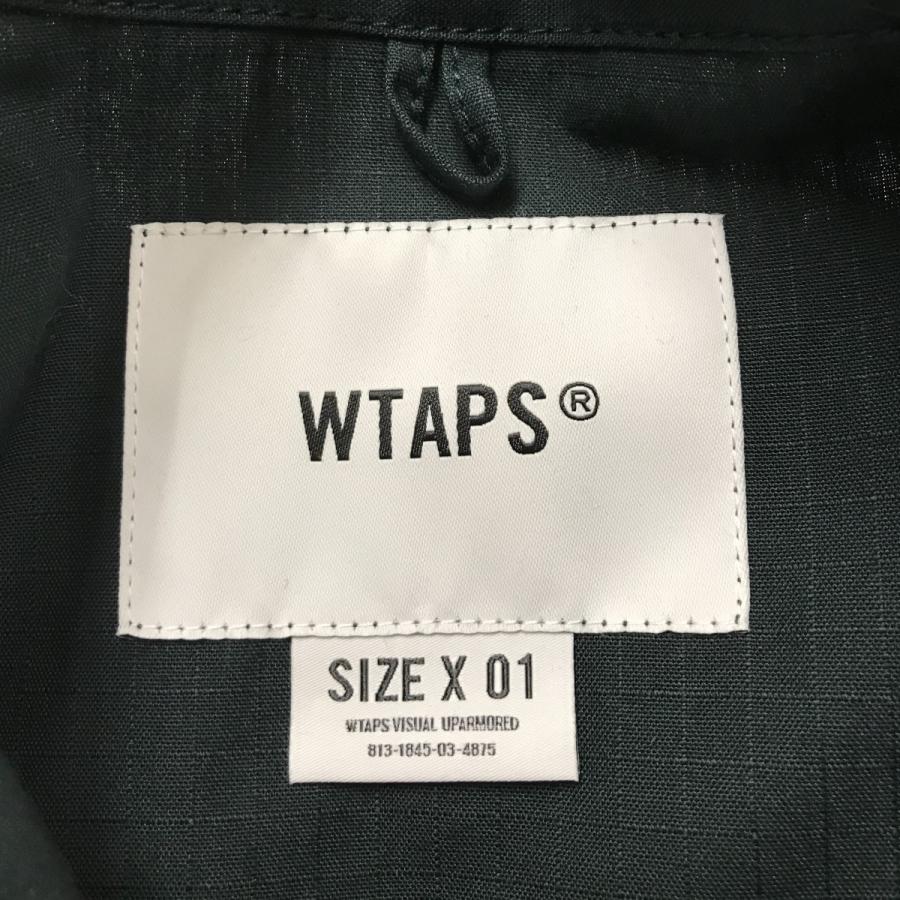 WTAPS®
SIZE X 01
WTAPS VISUAL UPARMORED
813-1845-03-4875